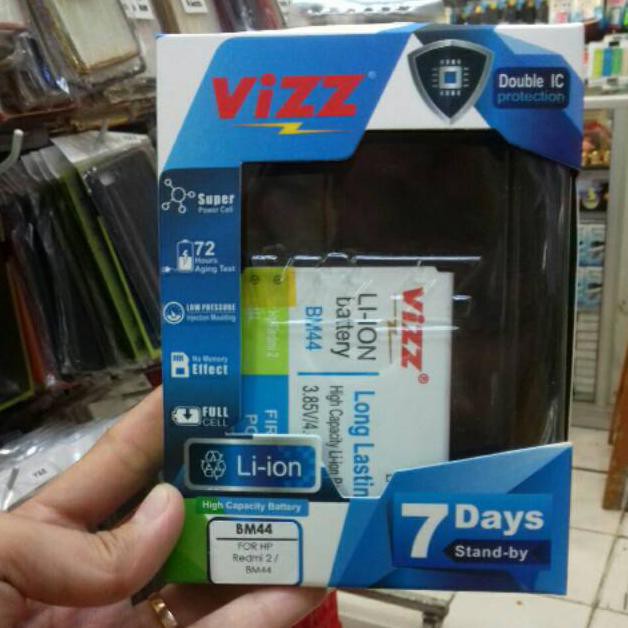 ViZZ®
Double IC
protection
Super
Power Cell
72
Hours
Aging Test
LOW PRESSURE
Injection Moulding
No Memory
Effect
FULL
CELL
Li-ion
High Capacity Battery
BM44
FOR HP
Redmi 2 /
BM44
7 Days
Stand-by
ViZZ®
LI-ION
battery
BM44
Long Lastin
High Capacity Li-ion
3.85V/4.